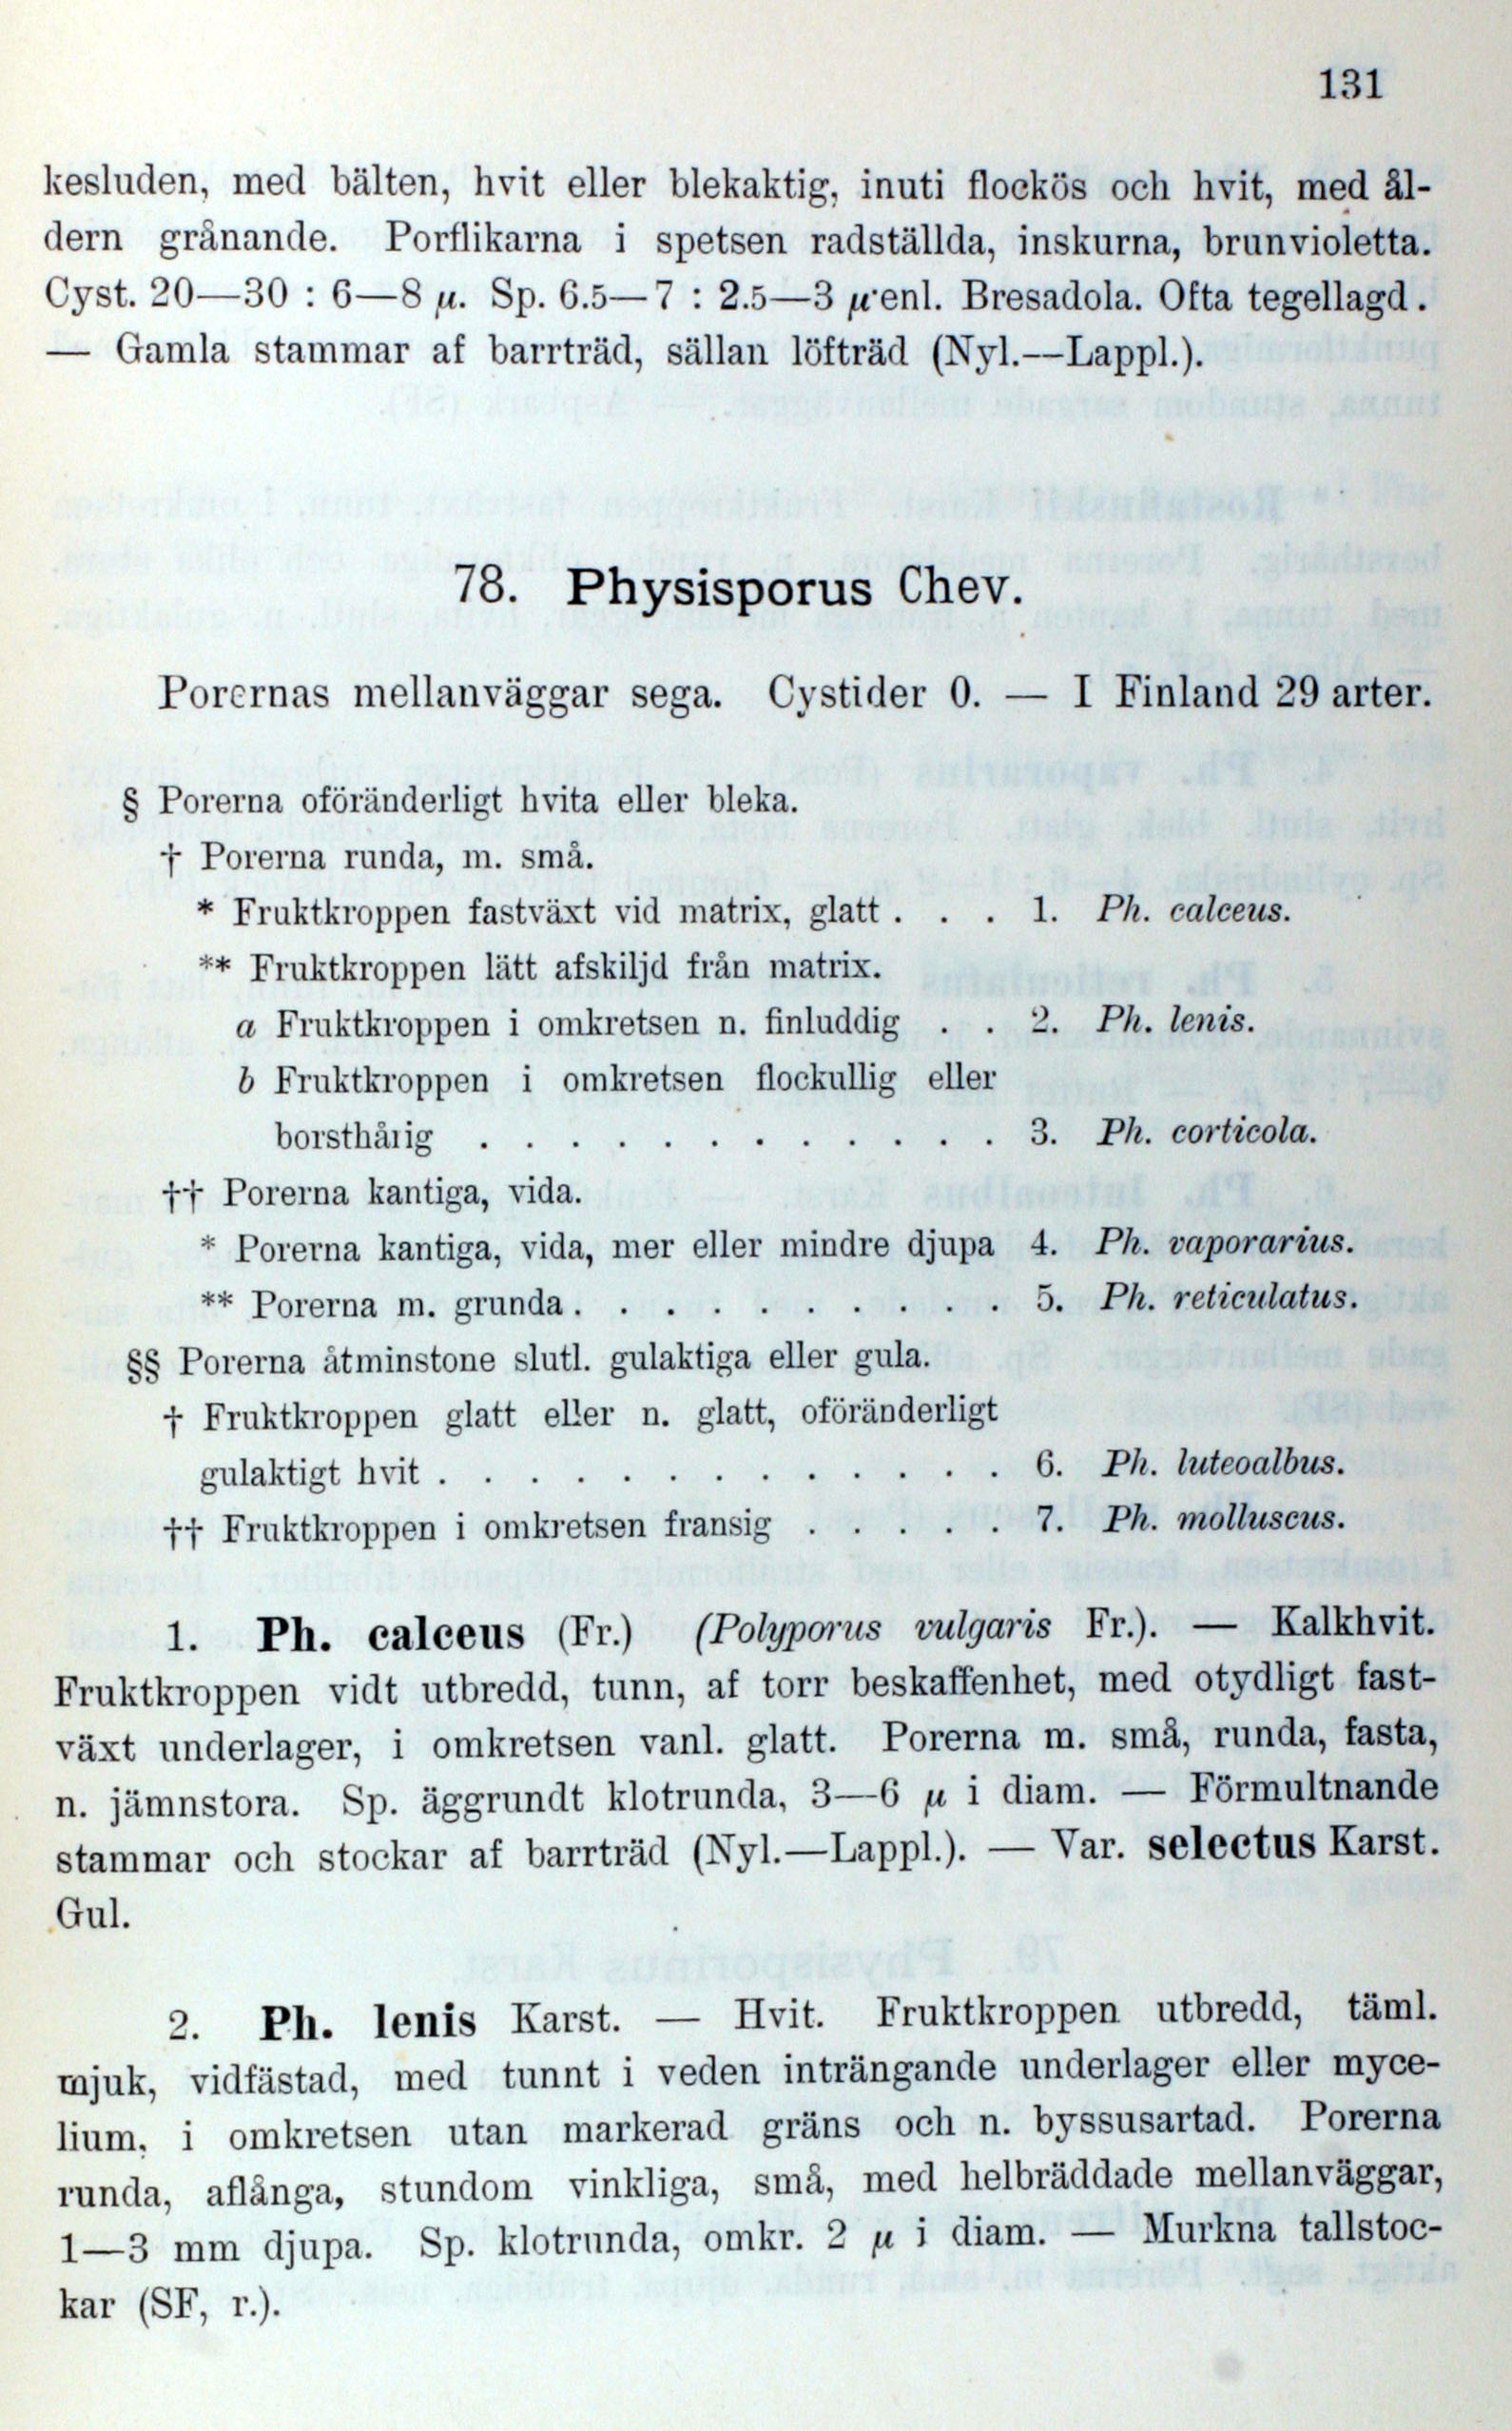 131
kesluden, med bälten, hvit eller blekaktig, inuti flockös och hvit, med ål-
dern grånande. Porflikarna i spetsen radställda, inskurna, brunvioletta.
Cyst. 20—30 : 6—8 µ. Sp. 6.5—7 : 2.5—3 µ enl. Bresadola. Ofta tegellagd.
— Gamla stammar af barrträd, sällan löfträd (Nyl.—Lappl.).
78. Physisporus Chev.
Porernas mellanväggar sega. Cystider 0. — I Finland 29 arter.
§ Porerna oföränderligt hvita eller bleka.
† Porerna runda, m. små.
* Fruktkroppen fastväxt vid matrix, glatt . . . 1. Ph. calceus.
** Fruktkroppen lätt afskiljd från matrix.
a Fruktkroppen i omkretsen n. finluddig . . 2. Ph. lenis.
b Fruktkroppen i omkretsen flockullig eller
borsthårig . . . . . . . . . . . . 3. Ph. corticola.
†† Porerna kantiga, vida.
* Porerna kantiga, vida, mer eller mindre djupa 4. Ph. vaporarius.
** Porerna m. grunda . . . . . . . . . . 5. Ph. reticulatus.
§§ Porerna åtminstone slutl. gulaktiga eller gula.
† Fruktkroppen glatt eller n. glatt, oföränderligt
gulaktigt hvit . . . . . . . . . . . . . 6. Ph. luteoalbus.
†† Fruktkroppen i omkretsen fransig . . . . . 7. Ph. molluscus.
1. Ph. calceus (Fr.) (Polyporus vulgaris Fr.). — Kalkhvit.
Fruktkroppen vidt utbredd, tunn, af torr beskaffenhet, med otydligt fast-
växt underlager, i omkretsen vanl. glatt. Porerna m. små, runda, fasta,
n. jämnstora. Sp. äggrundt klotrunda, 3—6 µ i diam. — Förmultnande
stammar och stockar af barrträd (Nyl.—Lappl.). — Var. selectus Karst.
Gul.
2. Ph. lenis Karst. — Hvit. Fruktkroppen utbredd, täml.
mjuk, vidfästad, med tunnt i veden inträngande underlager eller myce-
lium, i omkretsen utan markerad gräns och n. byssusartad. Porerna
runda, aflånga, stundom vinkliga, små, med helbräddade mellanväggar,
1—3 mm djupa. Sp. klotrunda, omkr. 2 µ i diam. — Murkna tallstoc-
kar (SF, r.).